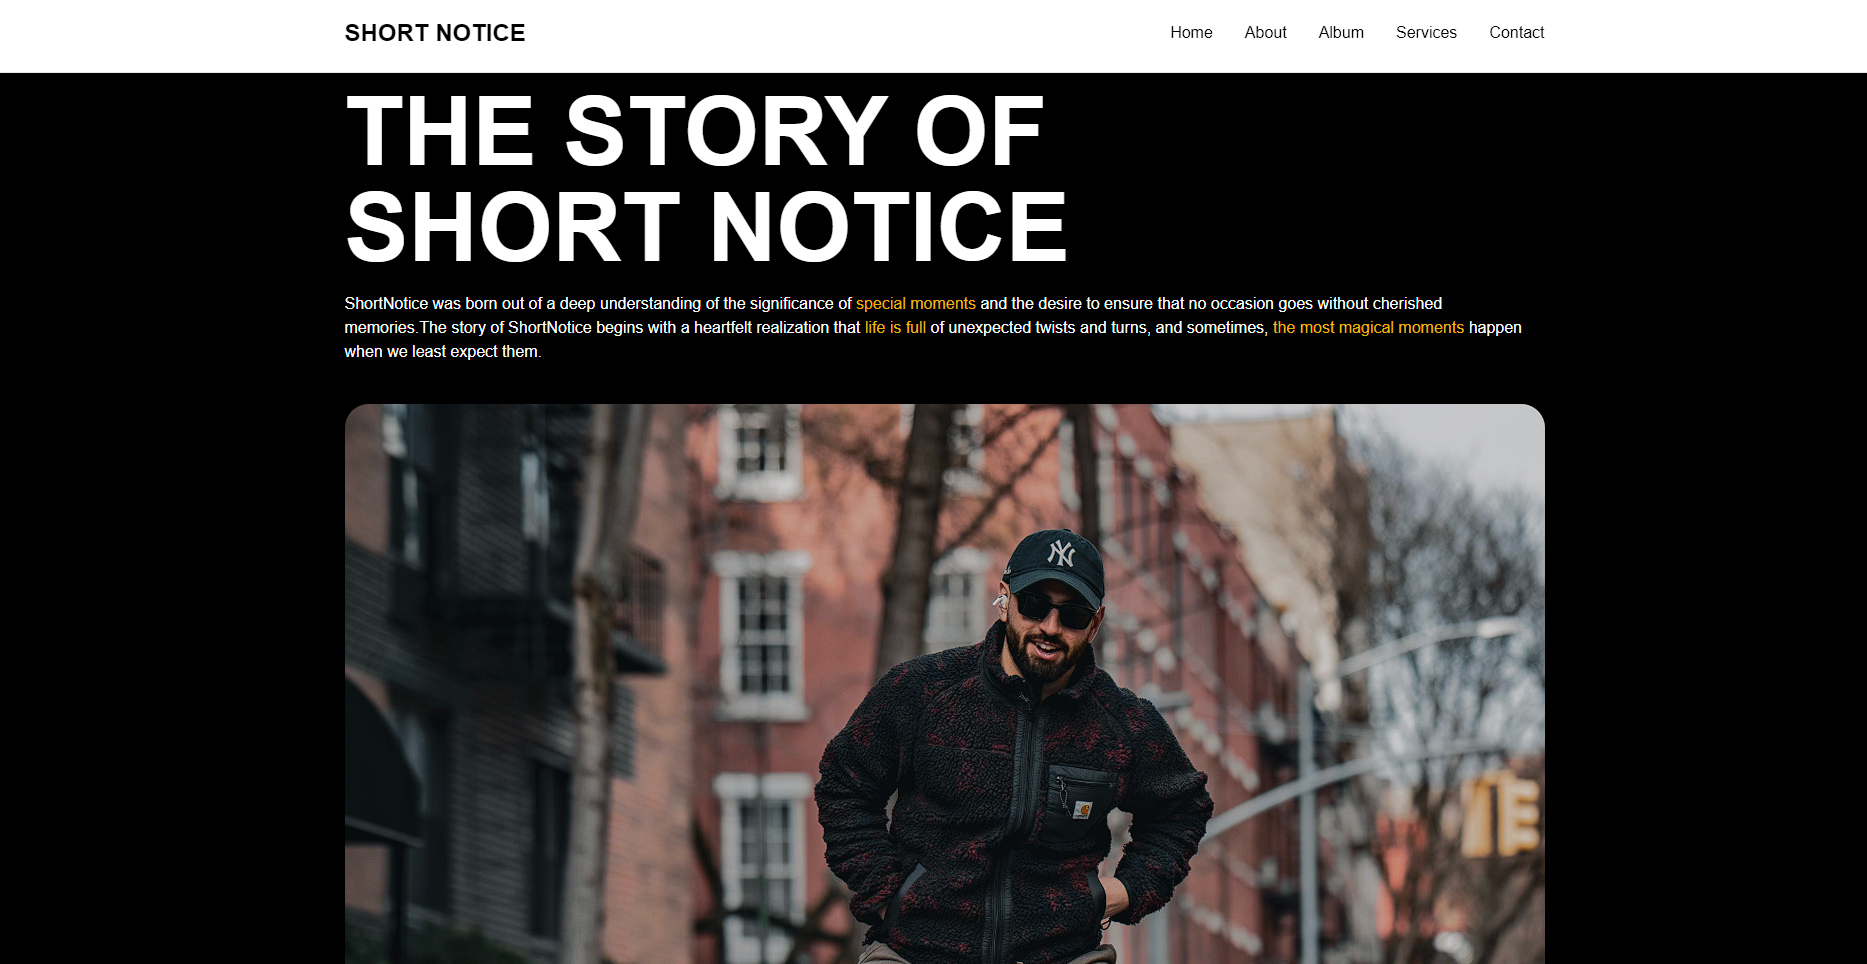 SHORT NOTICE
Home About Album Services Contact
THE STORY OF
SHORT NOTICE
ShortNotice was born out of a deep understanding of the significance of special moments and the desire to ensure that no occasion goes without cherished
memories.The story of ShortNotice begins with a heartfelt realization that life is full of unexpected twists and turns, and sometimes, the most magical moments happen
when we least expect them.
NY